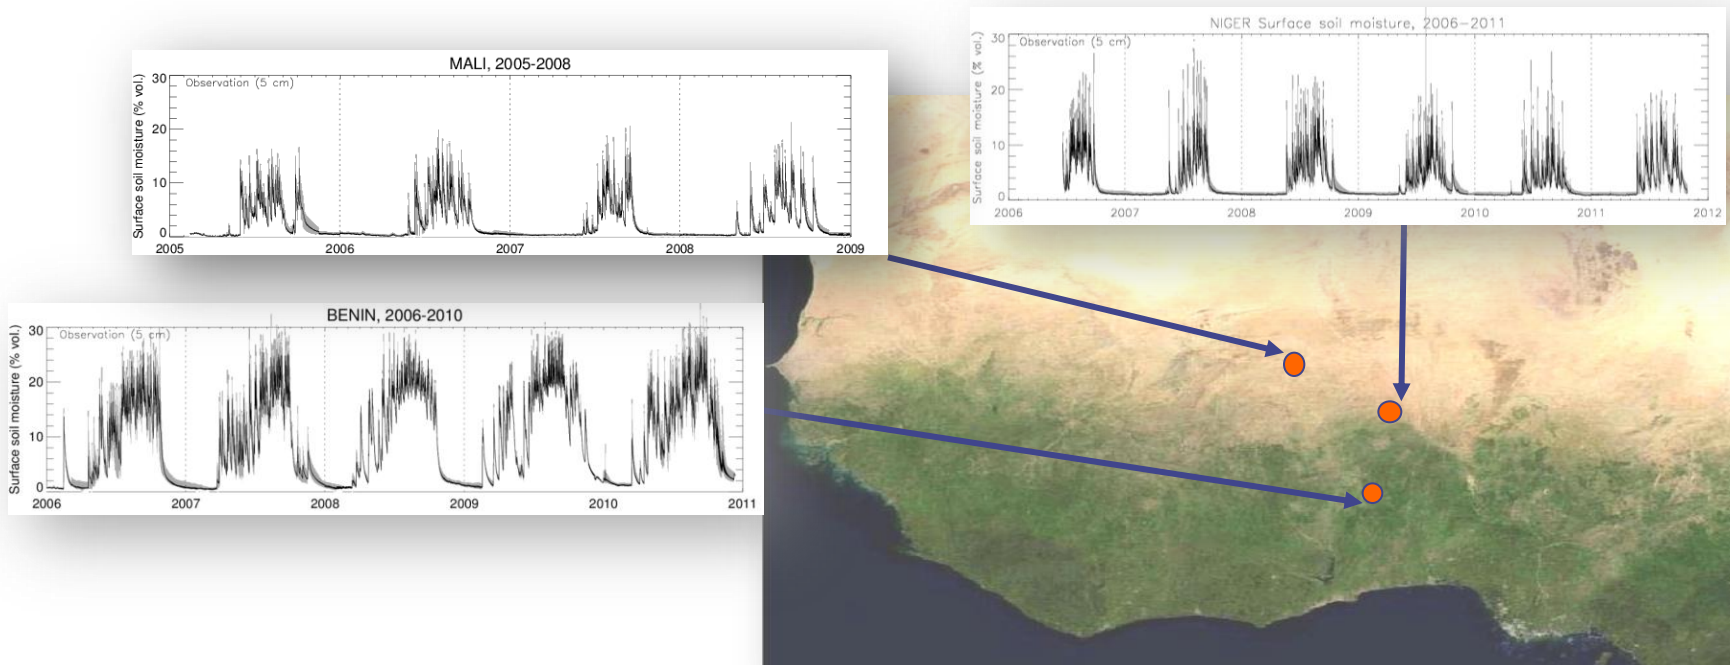 NIGER Surface soil moisture, 2006-2011
Surface soil moisture (% vol.)
Observation (5 cm)
30
20
10
0
2006 2007 2008 2009 2010 2011 2012
MALI, 2005-2008
Surface soil moisture (% vol.)
Observation (5 cm)
30
20
10
0
2005 2006 2007 2008 2009
BENIN, 2006-2010
Surface soil moisture (% vol.)
Observation (5 cm)
30
20
10
0
2006 2007 2008 2009 2010 2011